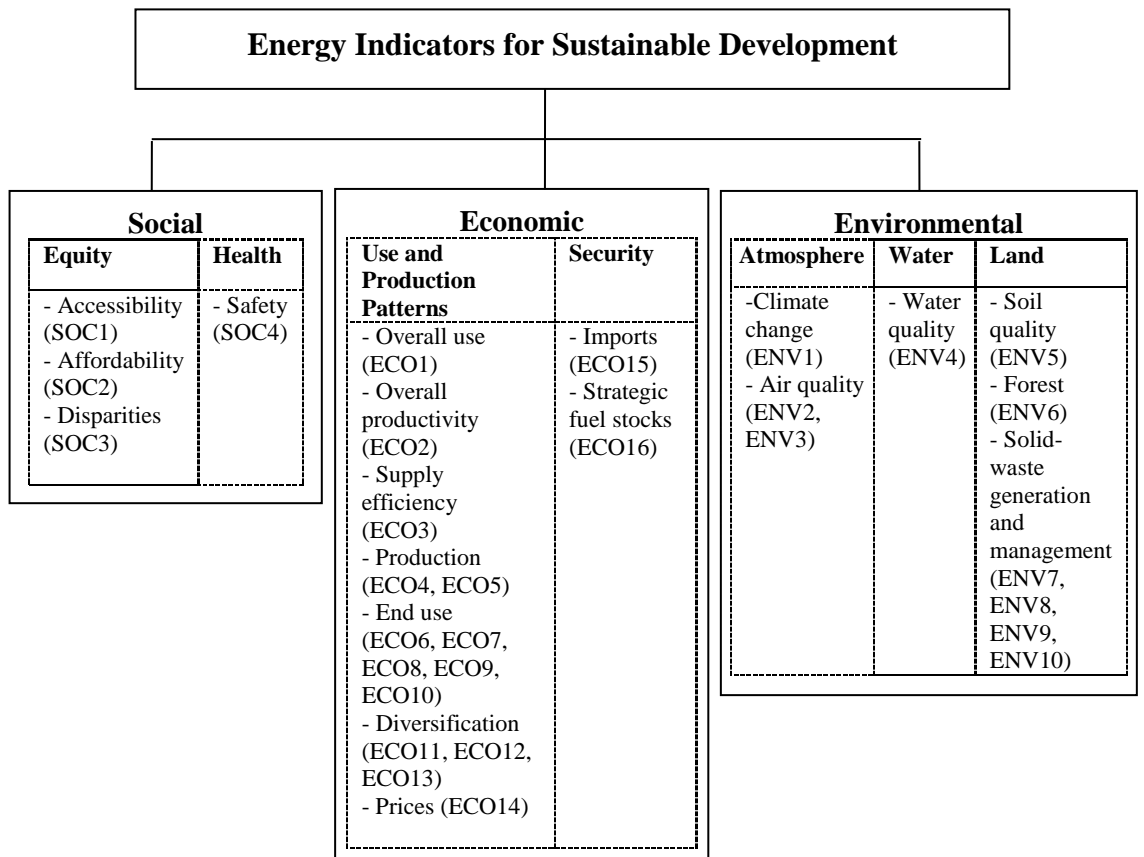 Energy Indicators for Sustainable Development
Social
Equity
Health
- Accessibility
(SOC1)
- Affordability
(SOC2)
- Disparities
(SOC3)
- Safety
(SOC4)
Economic
Use and
Production
Patterns
Security
- Overall use
(ECO1)
- Overall
productivity
(ECO2)
- Supply
efficiency
(ECO3)
- Production
(ECO4, ECO5)
- End use
(ECO6, ECO7,
ECO8, ECO9,
ECO10)
- Diversification
(ECO11, ECO12,
ECO13)
- Prices (ECO14)
- Imports
(ECO15)
- Strategic
fuel stocks
(ECO16)
Environmental
Atmosphere
Water
Land
-Climate
change
(ENV1)
- Air quality
(ENV2,
ENV3)
- Water
quality
(ENV4)
- Soil
quality
(ENV5)
- Forest
(ENV6)
- Solid-
waste
generation
and
management
(ENV7,
ENV8,
ENV9,
ENV10)